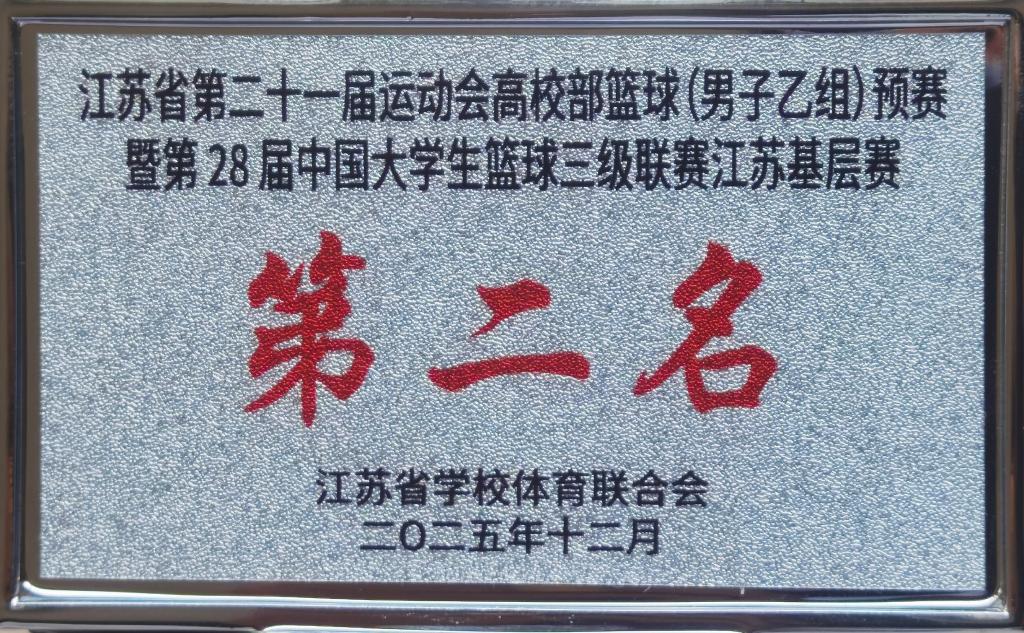 江苏省第二十一届运动会高校部篮球(男子乙组)预赛
暨第28届中国大学生篮球三级联赛江苏基层赛
第二名
江苏省学校体育联合会
二〇二五年十二月